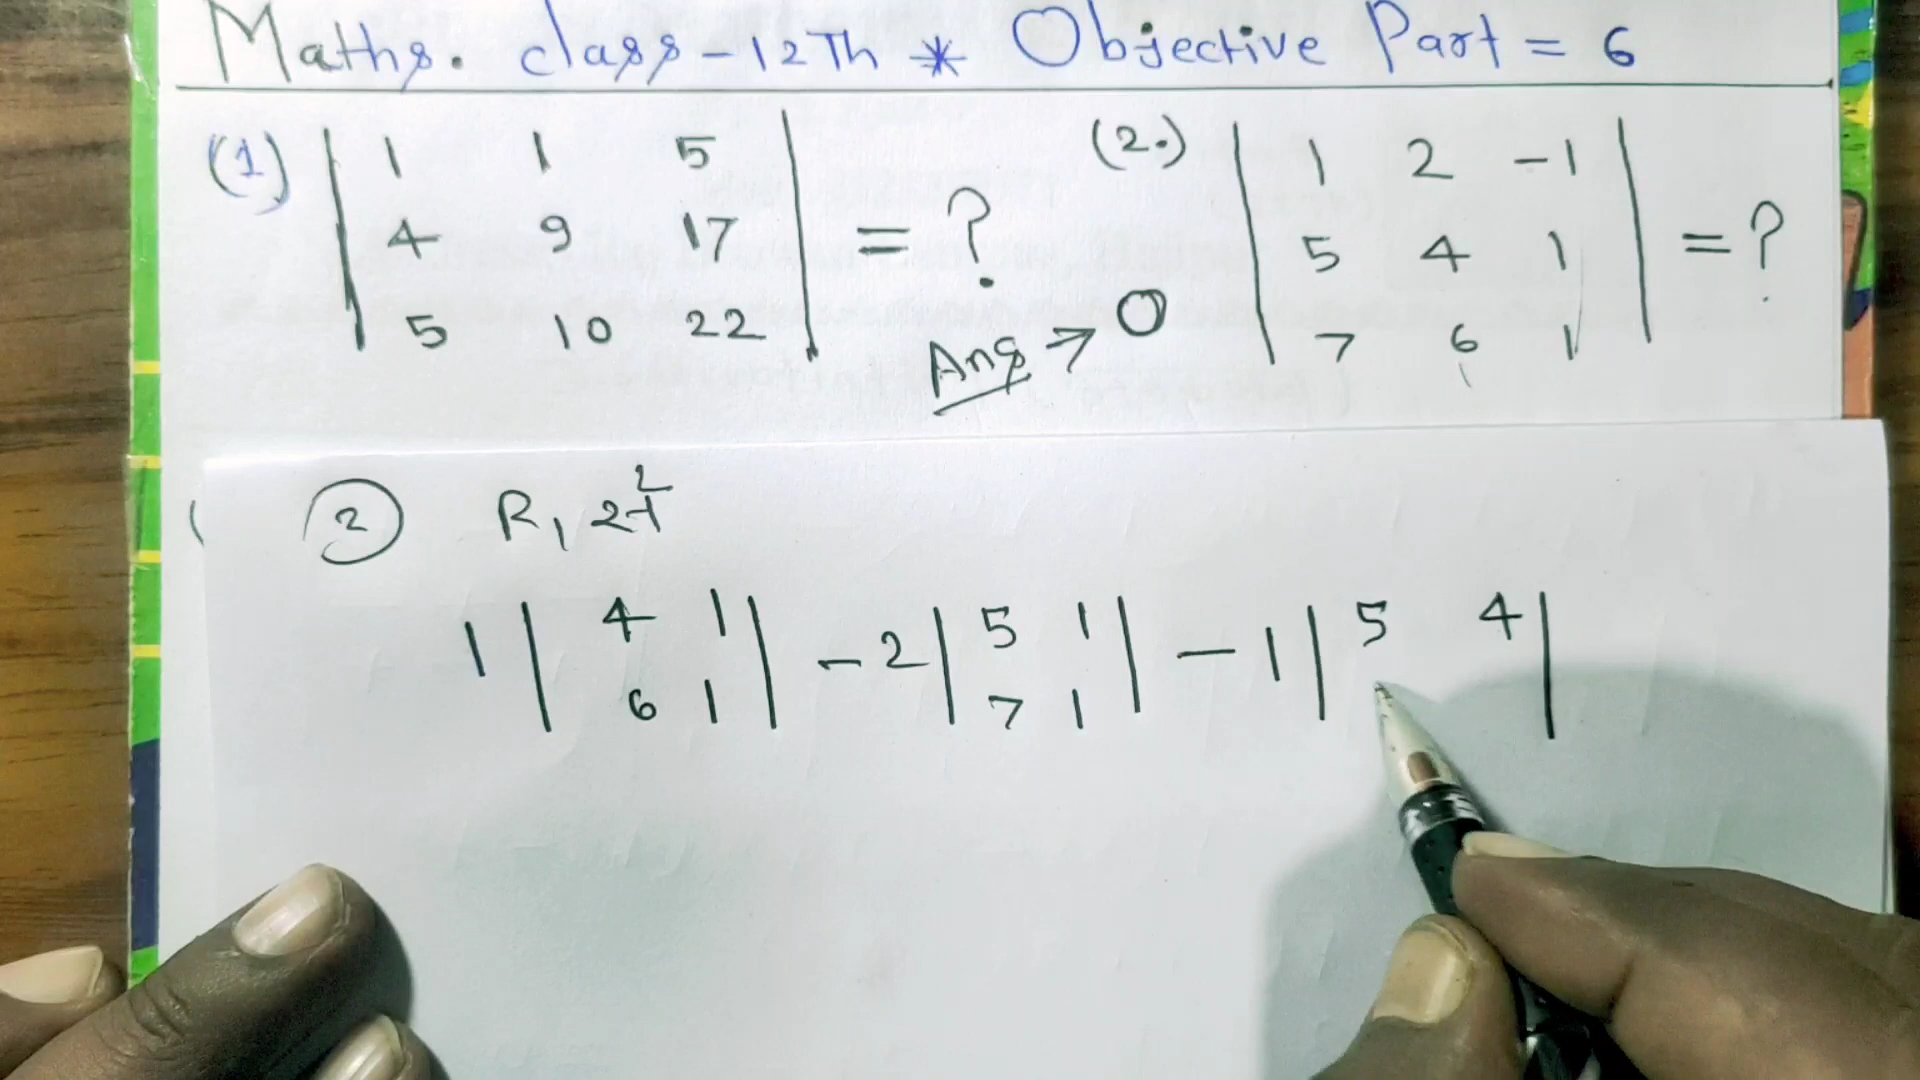 Maths. class-12Th * Objective Part = 6
(1) | 1 1 5 | (2.) | 1 2 -1 |
| 4 9 17 | = ? | 5 4 1 | = ?
| 5 10 22 | Ans → 0 | 7 6 1 |
(2) R1
1 | 4 1 | - 2 | 5 1 | - 1 | 5 4 |
| 6 1 | | 7 1 |